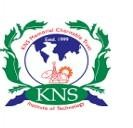 KNS Memorial Charitable Trust
Estd. 1999
KNS
Institute of Technology